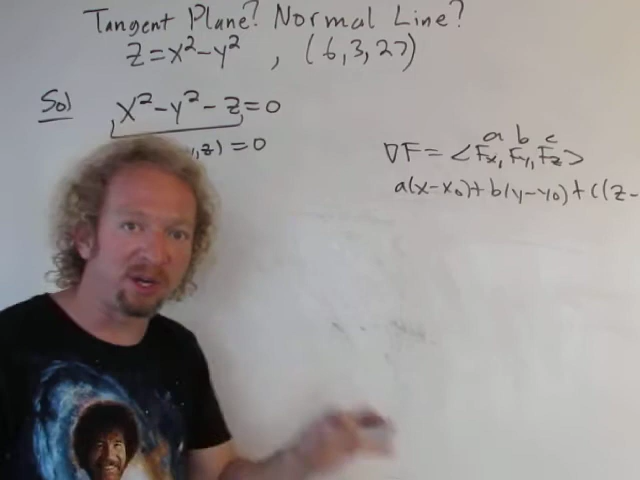 Tangent Plane? Normal Line?
z=x²-y² , (6,3,27)
Sol x²-y²-z=0
,z)=0
a b c
∇F=<Fx,Fy,Fz>
a(x-x₀)+b(y-y₀)+c(z-